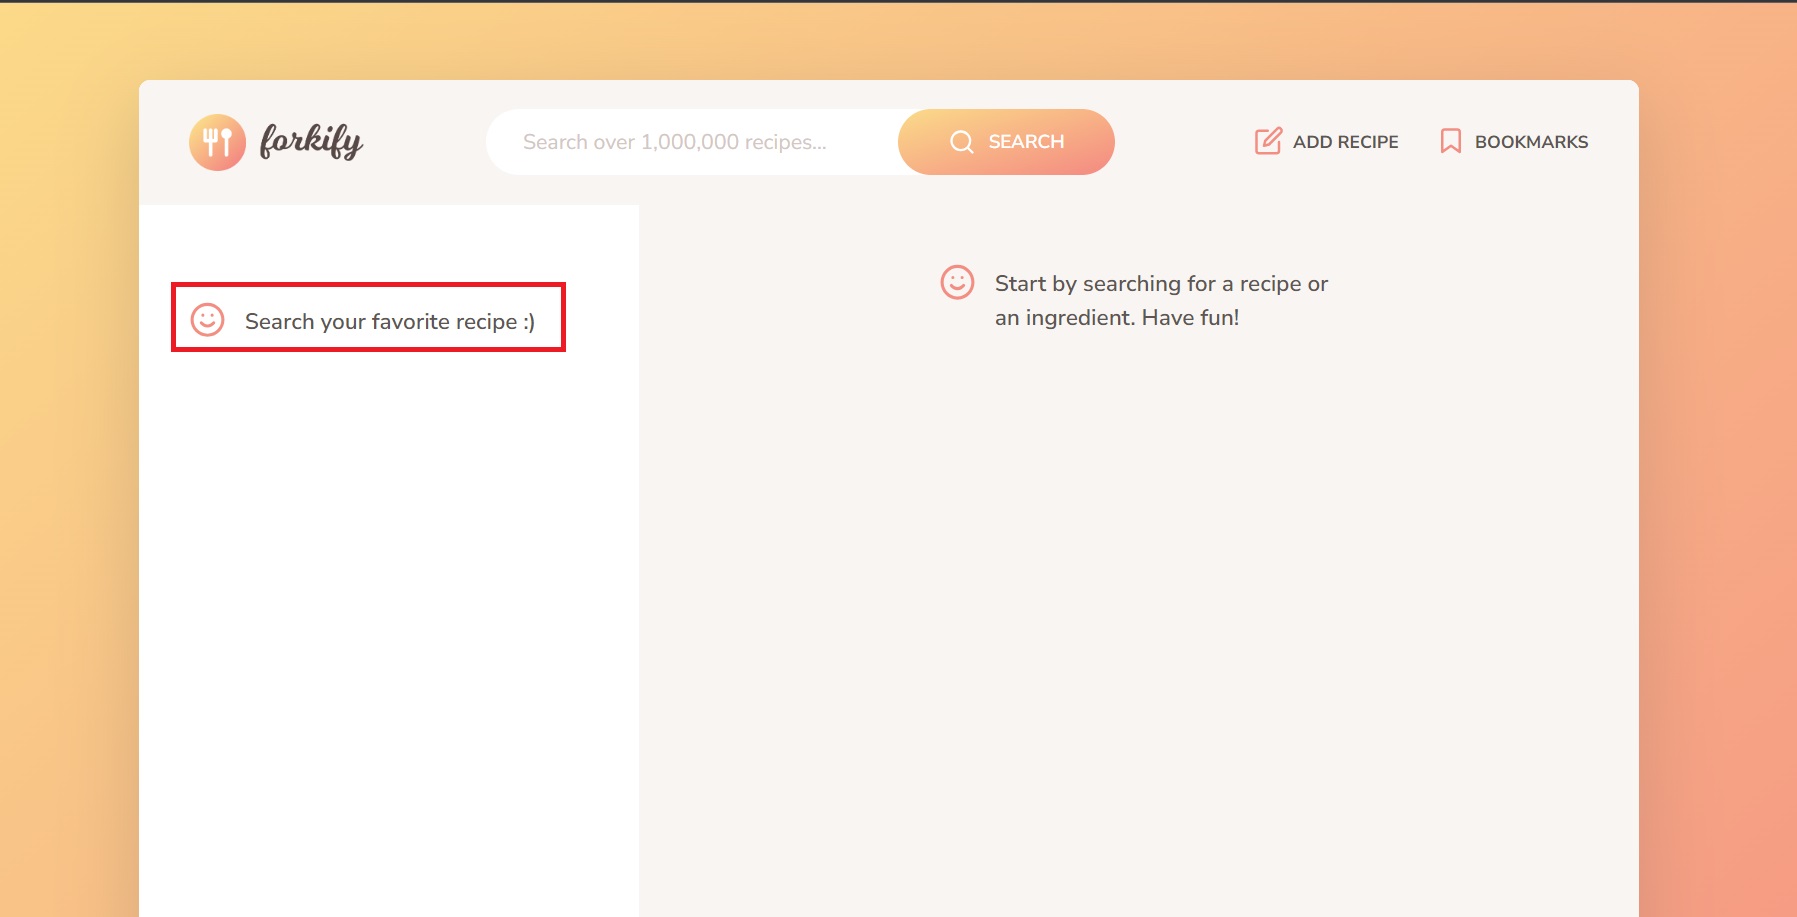 forkify
Search over 1,000,000 recipes...
SEARCH
ADD RECIPE
BOOKMARKS
Search your favorite recipe :)
Start by searching for a recipe or
an ingredient. Have fun!